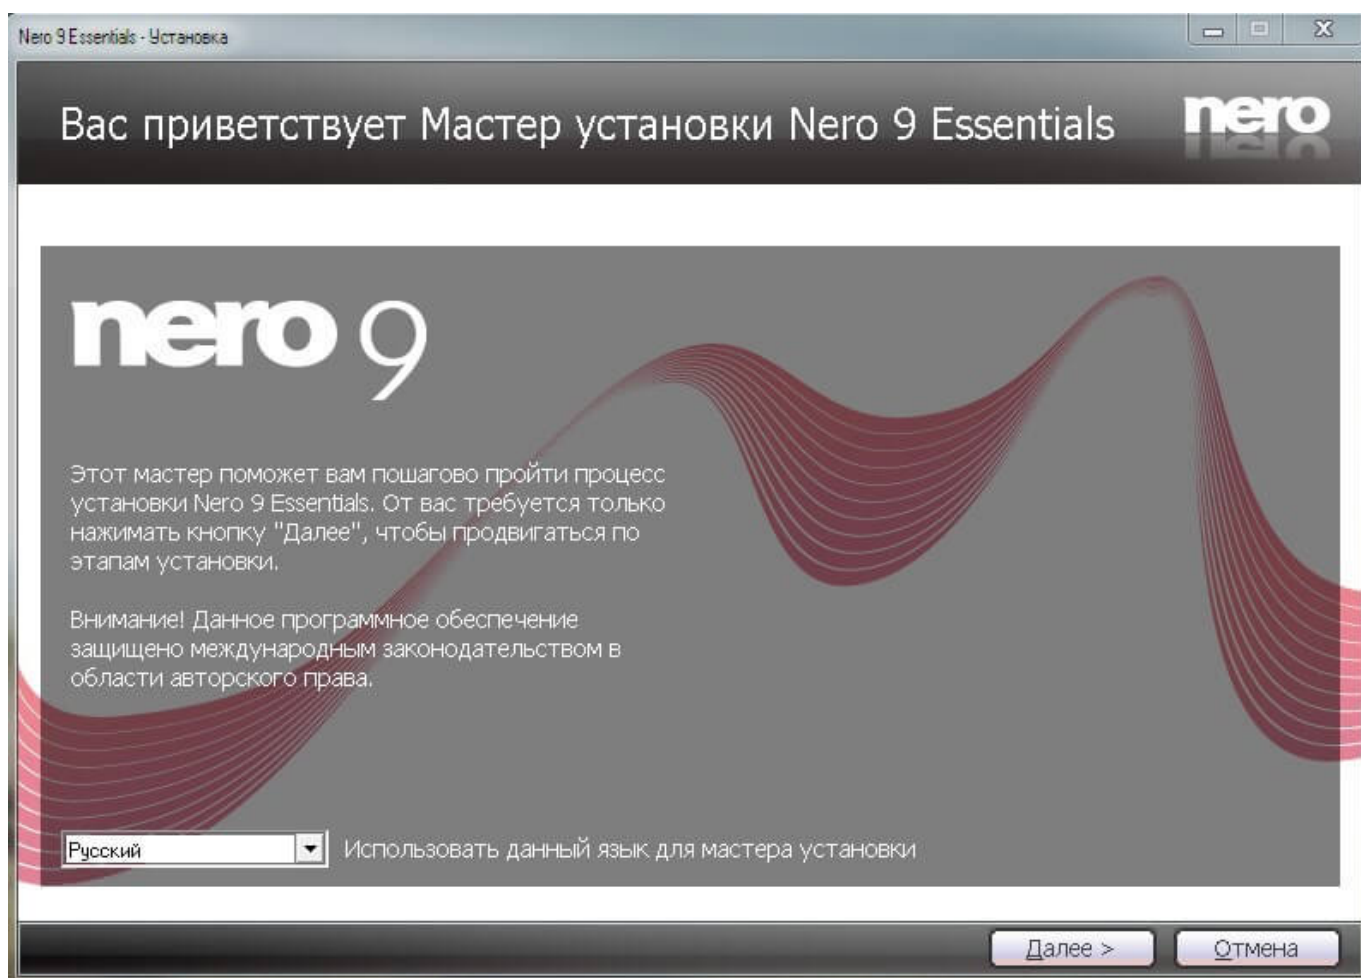 Nero 9 Essentials - Установка
Вас приветствует Мастер установки Nero 9 Essentials
nero
nero 9
Этот мастер поможет вам пошагово пройти процесс
установки Nero 9 Essentials. От вас требуется только
нажимать кнопку "Далее", чтобы продвигаться по
этапам установки.
Внимание! Данное программное обеспечение
защищено международным законодательством в
области авторского права.
Русский
Использовать данный язык для мастера установки
Далее >
Отмена